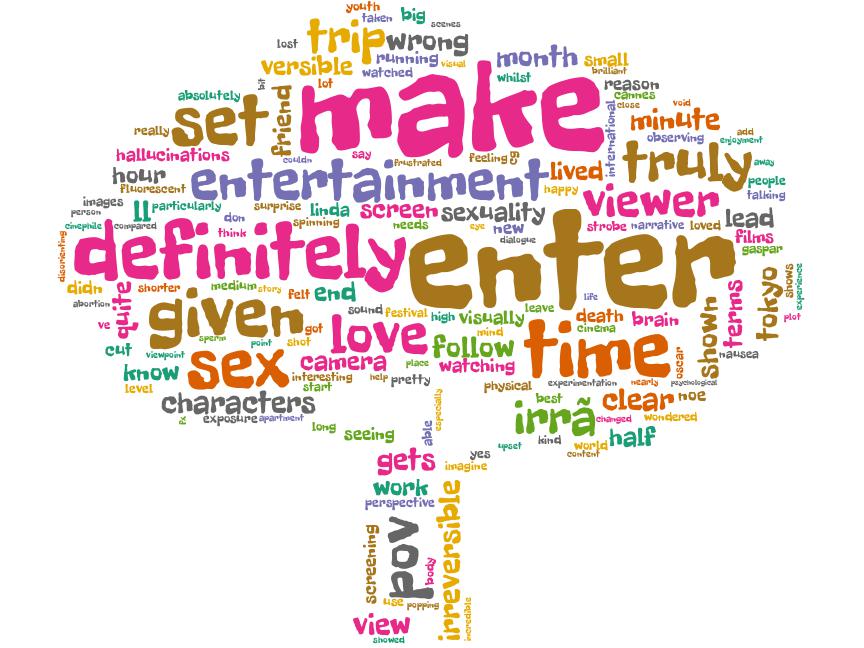 youth
taken
big
scenes
lost
trip
wrong
running
visual
versible
watched
month
small
whilst
brilliant
reason
cannes
close
void
bit
lot
absolutely
set
friend
make
international
minute
observing
add
enjoyment
really
couldn
say
frustrated
feeling
hallucinations
hour
fluorescent
entertainment
lived
happy
truly
away
people
talking
images
person
cinephile
compared
ll
particularly
don
surprise
spinning
linda
screen
needs
sexuality
eye
new
dialogue
viewer
strobe
narrative
loved
lead
films
gaspar
disorienting
definitely
think
enter
didn
abortion
ve
quite
shorter
medium
story
felt
end
given
sperm
point
got
shot
sound
festival
high
visually
leave
life
death
cinema
brain
shown
terms
tokyo
shows
experience
plot
love
mind
follow
time
oscar
nausea
cut
viewpoint
know
level
sex
camera
interesting
start
help
place
pretty
watching
physical
experimentation
nearly
psychological
characters
fx
exposure
apartment
long
seeing
able
especially
best
irrã
changed
clear
noe
wondered
upset
kind
world
content
half
gets
yes
imagine
work
perspective
screening
pov
body
irreversible
incredible
use
popping
view
showed